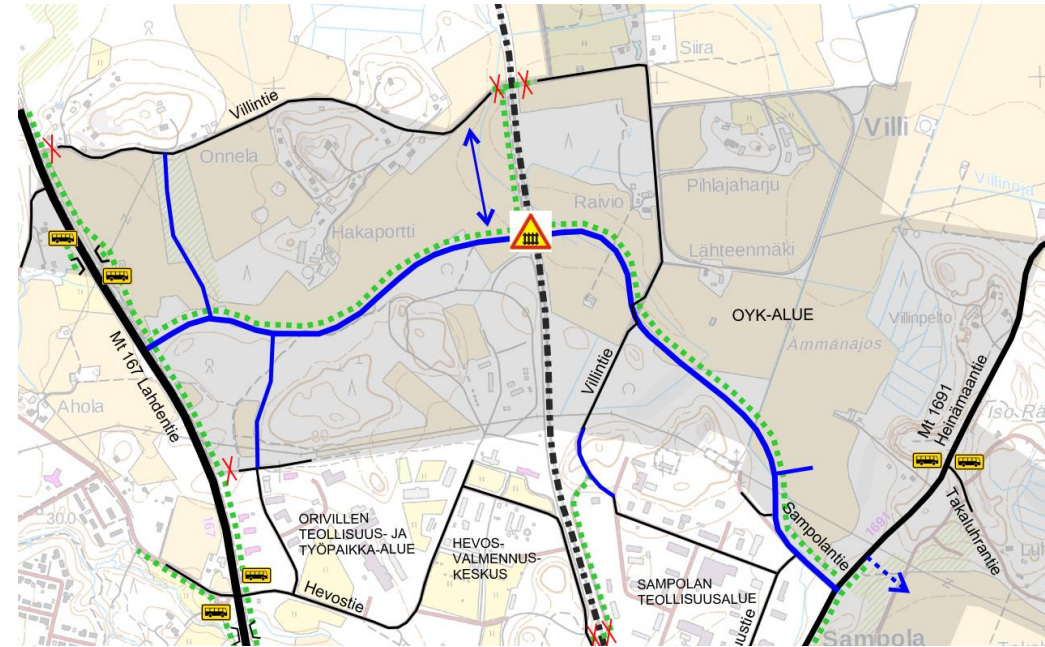 Siira
Villintie
Onnela
Villi
Villinoja
Pihlajaharju
Raivio
Hakaportti
Lähteenmäki
OYK-ALUE
Villinpelto
Ämmänajos
Mt 167 Lahdentie
Ahola
Villintie
Mt 1691
Heinämaantie
Iso-Rä
80
30.0
167
1691
Sampolantie
Takaluhrantie
ORIVILLEN
TEOLLISUUS- JA
TYÖPAIKKA-ALUE
HEVOS-
VALMENNUS-
KESKUS
Hevostie
SAMPOLAN
TEOLLISUUSALUE
uustie
Sampola